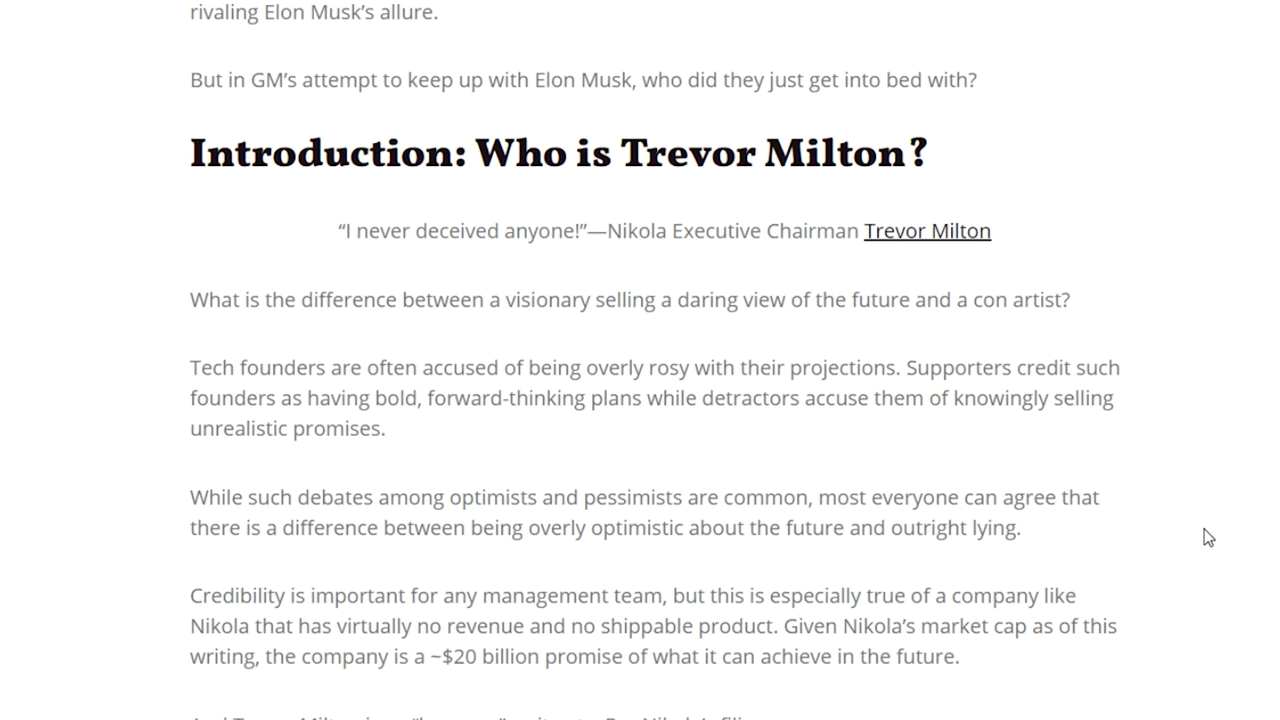 rivaling Elon Musk’s allure.
But in GM’s attempt to keep up with Elon Musk, who did they just get into bed with?
Introduction: Who is Trevor Milton?
“I never deceived anyone!”—Nikola Executive Chairman Trevor Milton
What is the difference between a visionary selling a daring view of the future and a con artist?
Tech founders are often accused of being overly rosy with their projections. Supporters credit such
founders as having bold, forward-thinking plans while detractors accuse them of knowingly selling
unrealistic promises.
While such debates among optimists and pessimists are common, most everyone can agree that
there is a difference between being overly optimistic about the future and outright lying.
Credibility is important for any management team, but this is especially true of a company like
Nikola that has virtually no revenue and no shippable product. Given Nikola’s market cap as of this
writing, the company is a ~$20 billion promise of what it can achieve in the future.